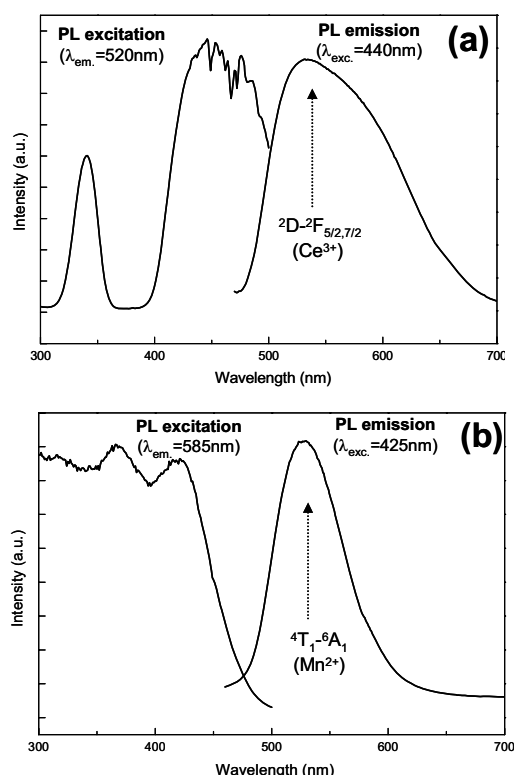 PL excitation
(λem.=520nm)
PL emission
(λexc.=440nm)
(a)
Intensity (a.u.)
²D-²F5/2,7/2
(Ce³⁺)
300 400 500 600 700
Wavelength (nm)
PL excitation
(λem.=585nm)
PL emission
(λexc.=425nm)
(b)
Intensity (a.u.)
⁴T₁-⁶A₁
(Mn²⁺)
300 400 500 600 700
Wavelength (nm)